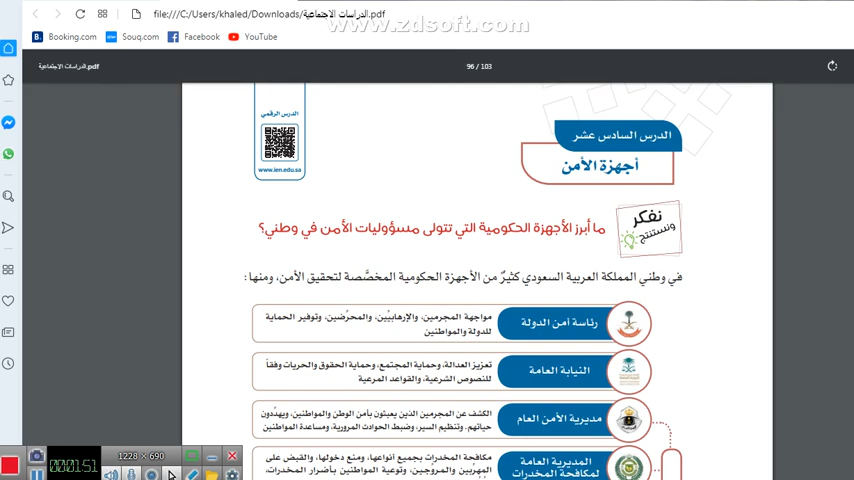 file:///C:/Users/khaled/Downloads/الدراسات الاجتماعية.pdf
www.zdsoft.com
Booking.com
Souq.com
Facebook
YouTube
الدراسات الاجتماعية.pdf
96 / 103
الدرس الرقمي
www.ien.edu.sa
الدرس السادس عشر
أجهزة الأمن
نفكر
ونستنتج
ما أبرز الأجهزة الحكومية التي تتولى مسؤوليات الأمن في وطني؟
في وطني المملكة العربية السعودي كثيرٌ من الأجهزة الحكومية المخصَّصة لتحقيق الأمن، ومنها:
رئاسة أمن الدولة
مواجهة المجرمين، والإرهابيِّين، والمحرِّضين، وتوفير الحماية
للدولة والمواطنين
النيابة العامة
تعزيز العدالة، وحماية المجتمع، وحماية الحقوق والحريات وفقاً
للنصوص الشرعية، والقواعد المرعية
مديرية الأمن العام
الكشف عن المجرمين الذين يعبثون بأمن الوطن والمواطنين، ويهدِّدون
حياتهم. وتنظيم السير، وضبط الحوادث المرورية، ومساعدة المواطنين
المديرية العامة
لمكافحة المخدرات
مكافحة المخدرات بجميع أنواعها، ومنع دخولها، والقبض على
المهرِّبين والمروِّجين، وتوعية المواطنين بأضرار المخدرات،
00:01:51
1228 × 690